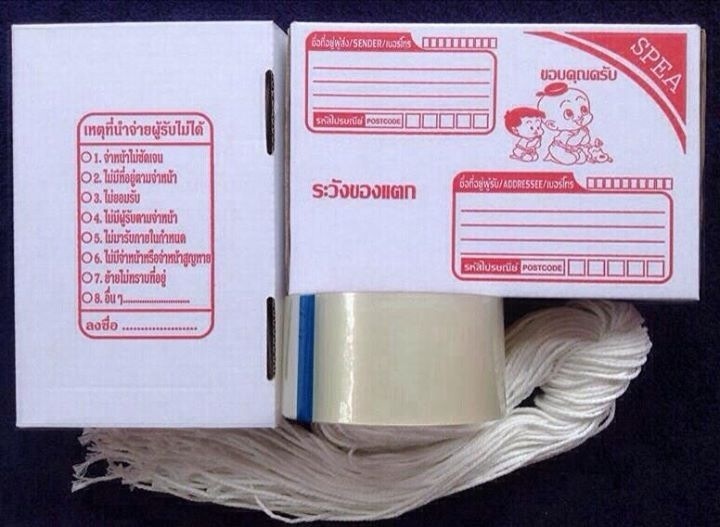 เหตุที่นำจ่ายผู้รับไม่ได้
1. จ่าหน้าไม่ชัดเจน
2. ไม่มีที่อยู่ตามจ่าหน้า
3. ไม่ยอมรับ
4. ไม่มีผู้รับตามจ่าหน้า
5. ไม่มารับภายในกำหนด
6. ไม่มีจ่าหน้าหรือจ่าหน้าสูญหาย
7. ย้ายไม่ทราบที่อยู่
8. อื่น ๆ..........................
ลงชื่อ ....................
ชื่อที่อยู่ผู้ส่ง/SENDER/เบอร์โทร
รหัสไปรษณีย์ POSTCODE
ขอบคุณครับ
SPEA
ระวังของแตก
ชื่อที่อยู่ผู้รับ/ADDRESSEE/เบอร์โทร
รหัสไปรษณีย์ POSTCODE